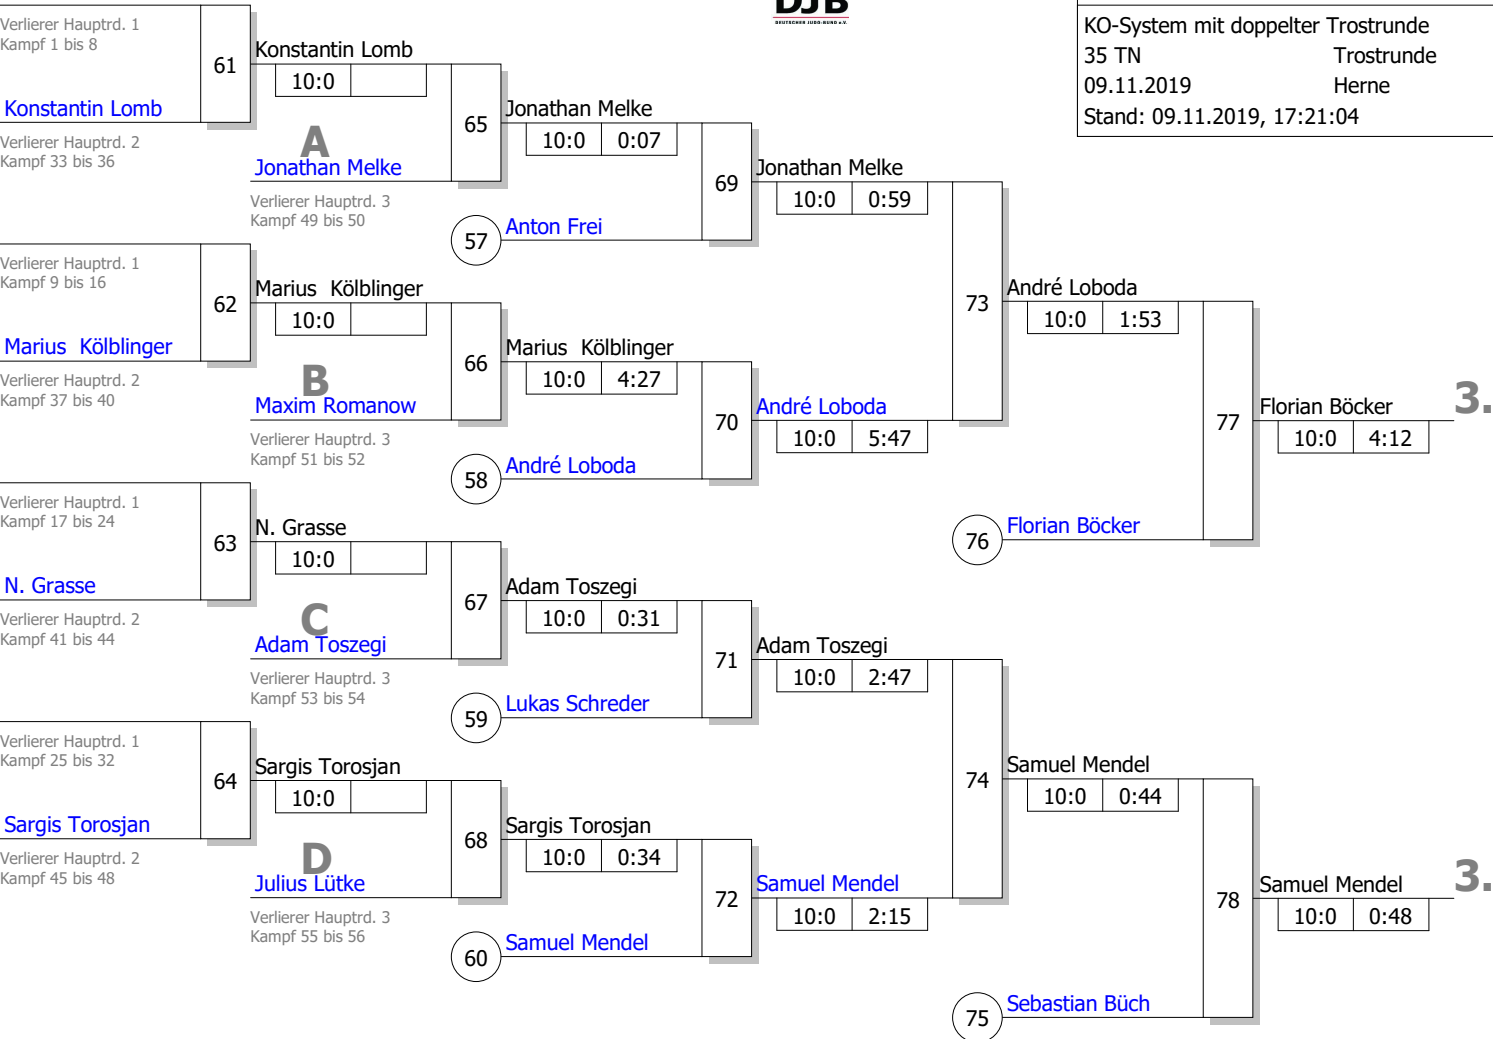 DJB
DEUTSCHER JUDO-BUND e.V.
KO-System mit doppelter Trostrunde
35 TN Trostrunde
09.11.2019 Herne
Stand: 09.11.2019, 17:21:04
Verlierer Hauptrd. 1
Kampf 1 bis 8
61
Konstantin Lomb
10:0
Konstantin Lomb
Verlierer Hauptrd. 2
Kampf 33 bis 36
A
Jonathan Melke
Verlierer Hauptrd. 3
Kampf 49 bis 50
65
Jonathan Melke
10:0 0:07
57
Anton Frei
69
Jonathan Melke
10:0 0:59
Verlierer Hauptrd. 1
Kampf 9 bis 16
62
Marius Kölblinger
10:0
Marius Kölblinger
Verlierer Hauptrd. 2
Kampf 37 bis 40
B
Maxim Romanow
Verlierer Hauptrd. 3
Kampf 51 bis 52
66
Marius Kölblinger
10:0 4:27
58
André Loboda
70
André Loboda
10:0 5:47
73
André Loboda
10:0 1:53
76
Florian Böcker
77
Florian Böcker
10:0 4:12
3.
Verlierer Hauptrd. 1
Kampf 17 bis 24
63
N. Grasse
10:0
N. Grasse
Verlierer Hauptrd. 2
Kampf 41 bis 44
C
Adam Toszegi
Verlierer Hauptrd. 3
Kampf 53 bis 54
67
Adam Toszegi
10:0 0:31
59
Lukas Schreder
71
Adam Toszegi
10:0 2:47
Verlierer Hauptrd. 1
Kampf 25 bis 32
64
Sargis Torosjan
10:0
Sargis Torosjan
Verlierer Hauptrd. 2
Kampf 45 bis 48
D
Julius Lütke
Verlierer Hauptrd. 3
Kampf 55 bis 56
68
Sargis Torosjan
10:0 0:34
60
Samuel Mendel
72
Samuel Mendel
10:0 2:15
74
Samuel Mendel
10:0 0:44
75
Sebastian Büch
78
Samuel Mendel
10:0 0:48
3.